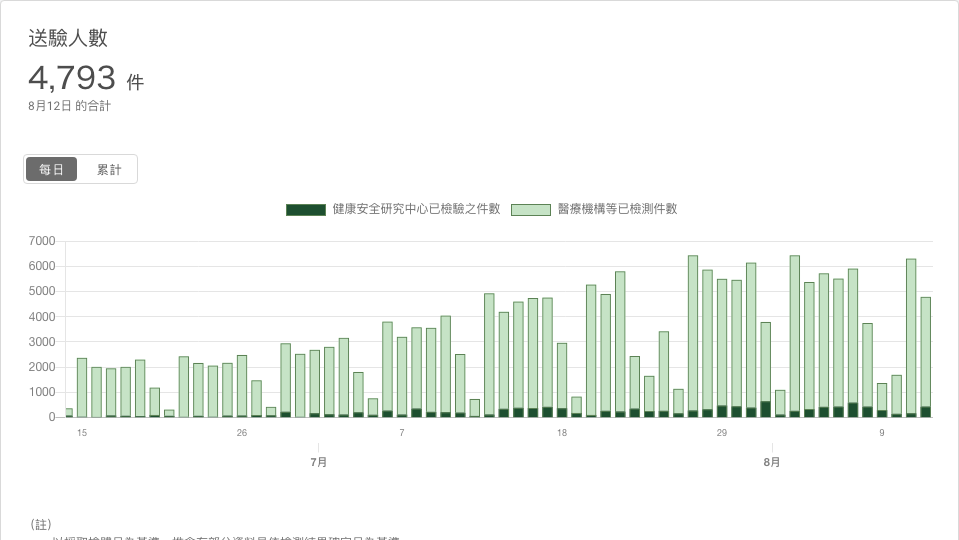 送驗人數
4,793 件
8月12日 的合計
每日 累計
健康安全研究中心已檢驗之件數 醫療機構等已檢測件數
7000
6000
5000
4000
3000
2000
1000
0
15 26 7 18 29 9
7月 8月
(註)